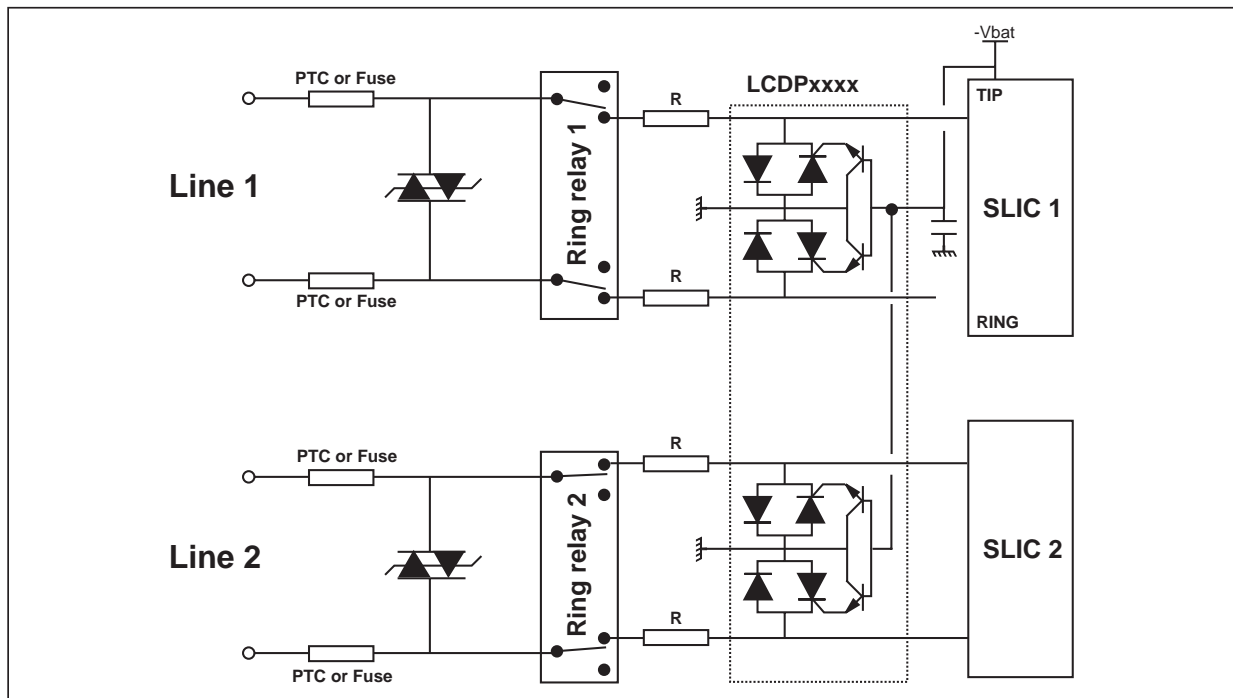 -Vbat
PTC or Fuse
LCDPxxxx
TIP
R
Line 1
Ring relay 1
SLIC 1
R
PTC or Fuse
RING
R
PTC or Fuse
Line 2
Ring relay 2
SLIC 2
R
PTC or Fuse